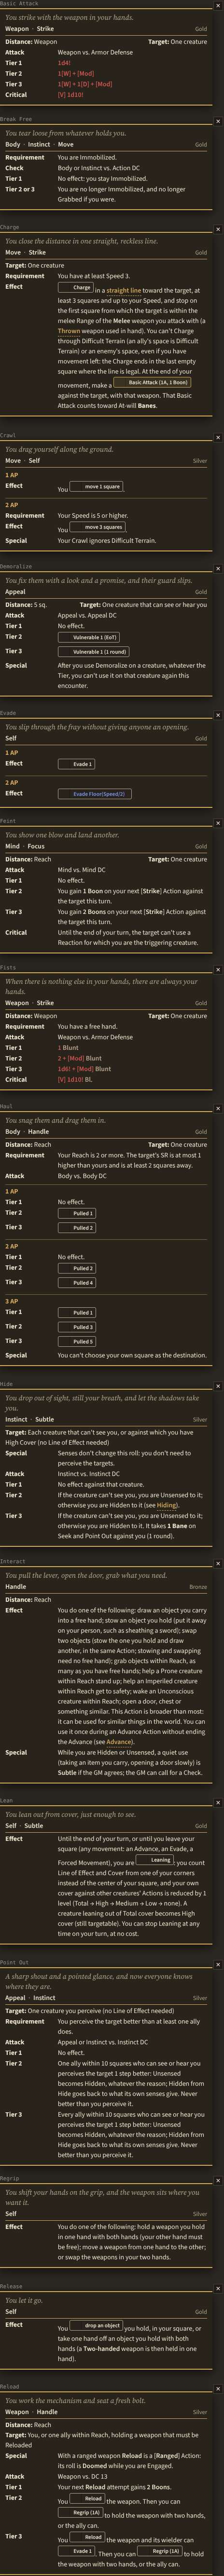 Basic Attack
You strike with the weapon in your hands.
Weapon · Strike Gold
Distance: Weapon Target: One creature
Attack Weapon vs. Armor Defense
Tier 1 1d4!
Tier 2 1[W] + [Mod]
Tier 3 1[W] + 1[D] + [Mod]
Critical [V] 1d10!
Break Free
You tear loose from whatever holds you.
Body · Instinct · Move Gold
Requirement You are Immobilized.
Check Body or Instinct vs. Action DC
Tier 1 No effect; you stay Immobilized.
Tier 2 or 3 You are no longer Immobilized, and no longer
Grabbed if you were.
Charge
You close the distance in one straight, reckless line.
Move · Strike Gold
Target: One creature
Requirement You have at least Speed 3.
Effect Charge in a straight line toward the target, at
least 3 squares and up to your Speed, and stop on
the first square from which the target is within the
melee Range of the Melee weapon you attack with (a
Thrown weapon used in hand). You can't Charge
through Difficult Terrain (an ally's space is Difficult
Terrain) or an enemy's space, even if you have
movement left: the Charge ends in the last empty
square where the line is legal. At the end of your
movement, make a Basic Attack (1A, 1 Boon)
against the target, with that weapon. That Basic
Attack counts toward At-Will Banes.
Crawl
You drag yourself along the ground.
Move · Self Silver
1 AP
Effect You move 1 square.
2 AP
Requirement Your Speed is 5 or higher.
Effect You move 3 squares.
Special Your Crawl ignores Difficult Terrain.
Demoralize
You fix them with a look and a promise, and their guard slips.
Appeal Gold
Distance: 5 sq. Target: One creature that can see or hear you
Attack Appeal vs. Appeal DC
Tier 1 No effect.
Tier 2 Vulnerable 1 (EoT)
Tier 3 Vulnerable 1 (1 round)
Special After you use Demoralize on a creature, whatever the
Tier, you can't use it on that creature again this
encounter.
Evade
You slip through the fray without giving anyone an opening.
Self Gold
1 AP
Effect Evade 1
2 AP
Effect Evade Floor(Speed/2)
Feint
You show one blow and land another.
Mind · Focus Gold
Distance: Reach Target: One creature
Attack Mind vs. Mind DC
Tier 1 No effect.
Tier 2 You gain 1 Boon on your next [Strike] Action against
the target this turn.
Tier 3 You gain 2 Boons on your next [Strike] Action against
the target this turn.
Critical Until the end of your turn, the target can't use a
Reaction for which you are the triggering creature.
Fists
When there is nothing else in your hands, there are always your
hands.
Weapon · Strike Gold
Distance: Weapon Target: One creature
Requirement You have a free hand.
Attack Weapon vs. Armor Defense
Tier 1 1 Blunt
Tier 2 2 + [Mod] Blunt
Tier 3 1d6! + [Mod] Blunt
Critical [V] 1d10! Bl.
Haul
You snag them and drag them in.
Body · Handle Gold
Distance: Reach Target: One creature
Requirement Your Reach is 2 or more. The target's SR is at most 1
higher than yours and is at least 2 squares away.
Attack Body vs. Body DC
1 AP
Tier 1 No effect.
Tier 2 Pulled 1
Tier 3 Pulled 2
2 AP
Tier 1 No effect.
Tier 2 Pulled 2
Tier 3 Pulled 4
3 AP
Tier 1 Pulled 1
Tier 2 Pulled 3
Tier 3 Pulled 5
Special You can't choose your own square as the destination.
Hide
You drop out of sight, still your breath, and let the shadows take
you.
Instinct · Subtle Silver
Target: Each creature that can't see you, or against which you have
High Cover (no Line of Effect needed)
Special Senses don't change this roll: you don't need to
perceive the targets.
Attack Instinct vs. Instinct DC
Tier 1 No effect against that creature.
Tier 2 If the creature can't see you, you are Unsensed to it;
otherwise you are Hidden to it (see Hiding).
Tier 3 If the creature can't see you, you are Unsensed to it;
otherwise you are Hidden to it. It takes 1 Bane on
Seek and Point Out against you (1 round).
Interact
You pull the lever, open the door, grab what you need.
Handle Bronze
Distance: Reach
Effect You do one of the following: draw an object you carry
into a free hand; stow an object you hold (put it away
on your person, such as sheathing a sword); swap
two objects (stow the one you hold and draw
another, in the same Action; stowing and swapping
need no free hand); grab objects within Reach, as
many as you have free hands; help a Prone creature
within Reach stand up; help an Imperiled creature
within Reach get to safety; wake an Unconscious
creature within Reach; open a door, chest or
something similar. This Action is broader than most:
it can be used for similar things in the world. You can
use it once during an Advance Action without ending
the Advance (see Advance).
Special While you are Hidden or Unsensed, a quiet use
(taking an item you carry, opening a door slowly) is
Subtle if the GM agrees; the GM can call for a Check.
Lean
You lean out from cover, just enough to see.
Self · Subtle Gold
Effect Until the end of your turn, or until you leave your
square (any movement: an Advance, an Evade, a
Forced Movement), you are Leaning: you count
Line of Effect and Cover from one of your corners
instead of the center of your square, and your own
cover against other creatures' Actions is reduced by 1
level (Total → High → Medium → Low → none). A
creature leaning out of Total cover becomes High
cover (still targetable). You can stop Leaning at any
time on your turn, at no cost.
Point Out
A sharp shout and a pointed glance, and now everyone knows
where they are.
Appeal · Instinct Silver
Target: One creature you perceive (no Line of Effect needed)
Requirement You perceive the target better than at least one ally
does.
Attack Appeal or Instinct vs. Instinct DC
Tier 1 No effect.
Tier 2 One ally within 10 squares who can see or hear you
perceives the target 1 step better: Unsensed
becomes Hidden, whatever the reason; Hidden from
Hide goes back to what its own senses give. Never
better than you perceive it.
Tier 3 Every ally within 10 squares who can see or hear you
perceives the target 1 step better: Unsensed
becomes Hidden, whatever the reason; Hidden from
Hide goes back to what its own senses give. Never
better than you perceive it.
Regrip
You shift your hands on the grip, and the weapon sits where you
want it.
Self Silver
Effect You do one of the following: hold a weapon you hold
in one hand with both hands (your other hand must
be free); move a weapon from one hand to the other;
or swap the weapons in your two hands.
Release
You let it go.
Self Gold
Effect You drop an object you hold, in your square, or
take one hand off an object you hold with both
hands (a Two-handed weapon is then held in one
hand).
Reload
You work the mechanism and seat a fresh bolt.
Weapon · Handle Gold
Distance: Reach
Target: You, or one ally within Reach, holding a weapon that must be
Reloaded
Special With a ranged weapon Reload is a [Ranged] Action:
its roll is Doomed while you are Engaged.
Attack Weapon vs. DC 13
Tier 1 Your next Reload attempt gains 2 Boons.
Tier 2 You Reload the weapon. Then you can
Regrip (1A) to hold the weapon with two hands,
or the ally can.
Tier 3 You Reload the weapon and its wielder can
Evade 1. Then you can Regrip (1A) to hold
the weapon with two hands, or the ally can.